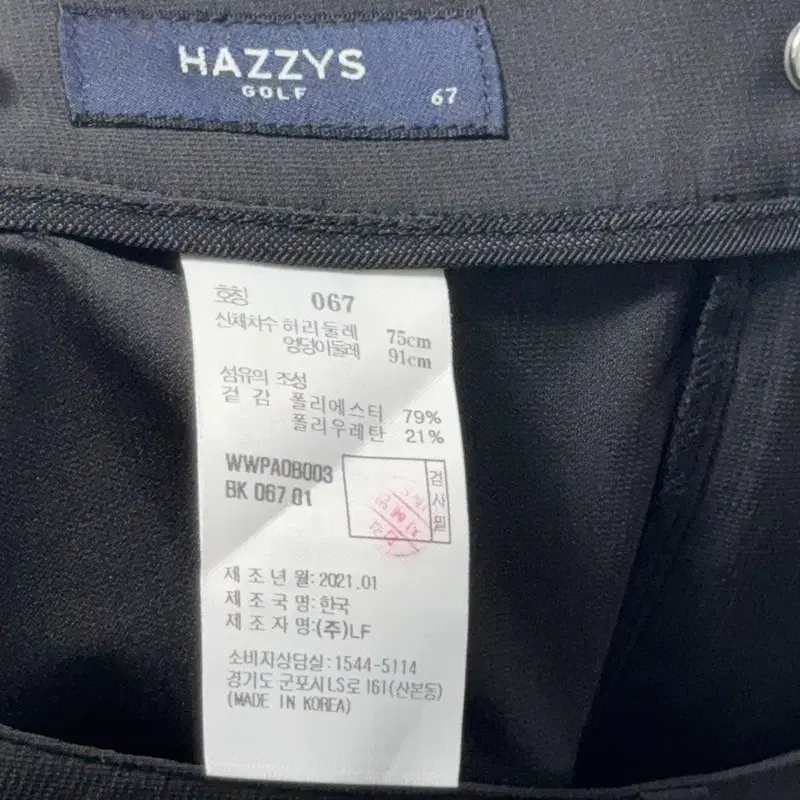 HAZZYS
GOLF
67
호칭 067
신체치수 허리둘레 75cm
엉덩이둘레 91cm
섬유의 조성
겉 감 폴리에스터 79%
폴리우레탄 21%
WWPA0B003
BK 067 01
검사필
제 조 년 월:2021.01
제 조 국 명:한국
제 조 자 명:(주)LF
소비자상담실:1544-5114
경기도 군포시 LS로 161(산본동)
(MADE IN KOREA)